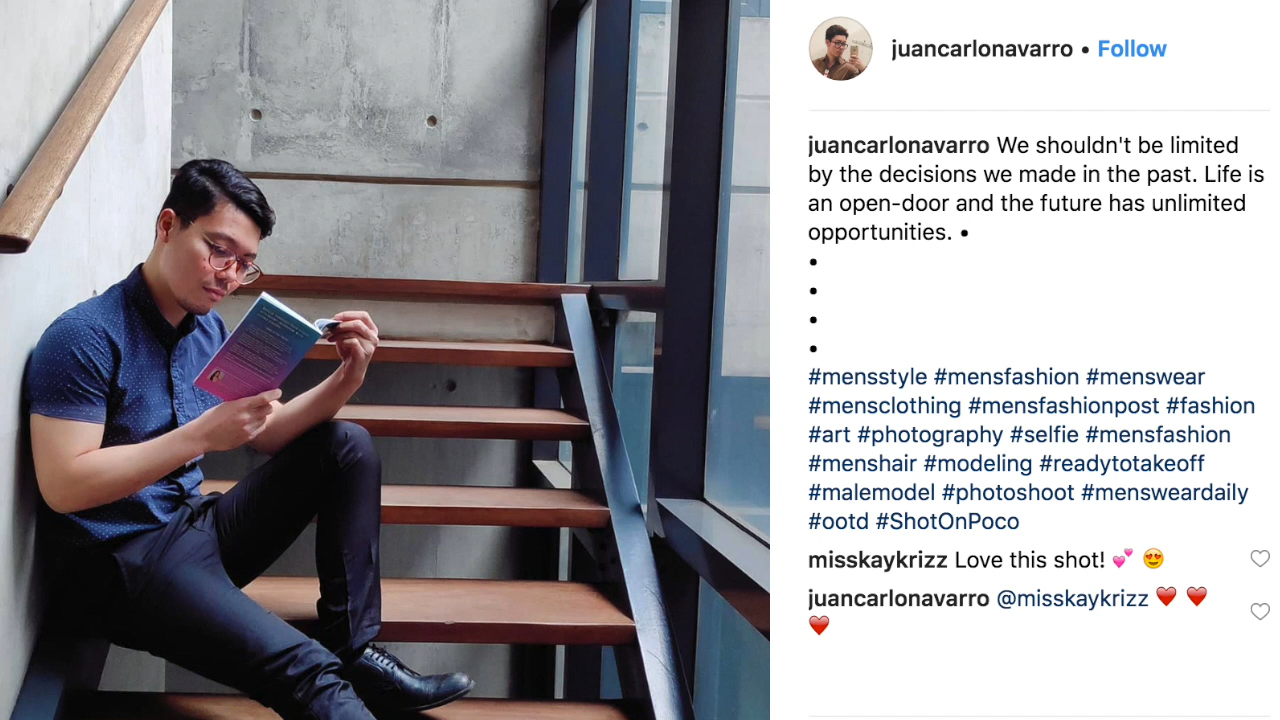 juancarlonavarro • Follow
juancarlonavarro We shouldn't be limited
by the decisions we made in the past. Life is
an open-door and the future has unlimited
opportunities. •
•
•
•
•
#mensstyle #mensfashion #menswear
#mensclothing #mensfashionpost #fashion
#art #photography #selfie #mensfashion
#menshair #modeling #readytotakeoff
#malemodel #photoshoot #mensweardaily
#ootd #ShotOnPoco
misskaykrizz Love this shot! 💕 😍
juancarlonavarro @misskaykrizz ❤️ ❤️
❤️